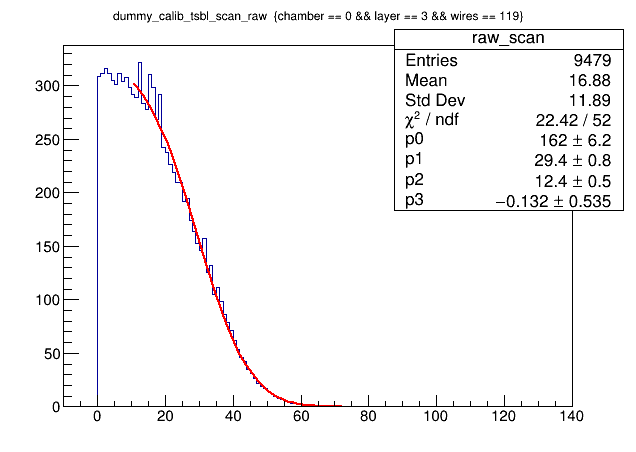 dummy_calib_tsbl_scan_raw {chamber == 0 && layer == 3 && wires == 119}
raw_scan
Entries 9479
Mean 16.88
Std Dev 11.89
χ² / ndf 22.42 / 52
p0 162 ± 6.2
p1 29.4 ± 0.8
p2 12.4 ± 0.5
p3 −0.132 ± 0.535
300
250
200
150
100
50
0
0 20 40 60 80 100 120 140